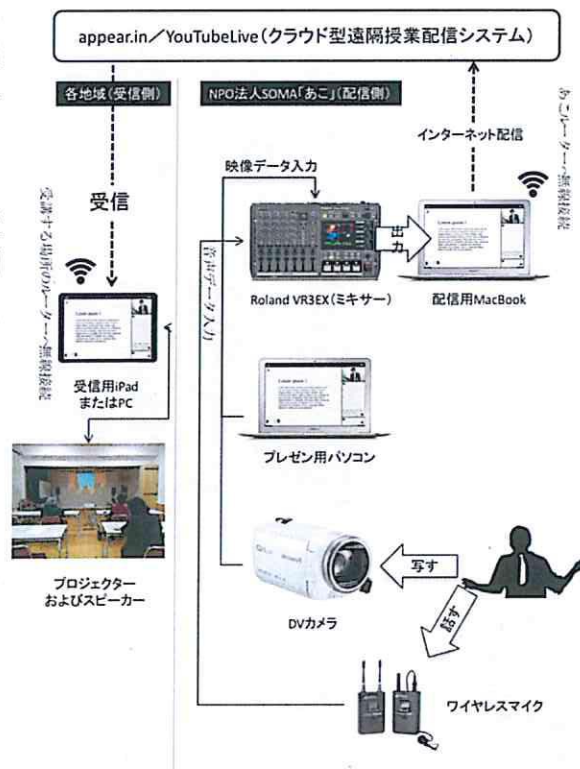 appear.in／YouTubeLive（クラウド型遠隔授業配信システム）
各地域（受信側）
NPO法人SOMA「あこ」（配信側）
受信
受講する場所のルーターへ無線接続
受信用iPad
またはPC
プロジェクター
およびスピーカー
インターネット配信
あこルーターへ無線接続
映像データ入力
音声データ入力
出力
Roland VR3EX（ミキサー）
配信用MacBook
プレゼン用パソコン
写す
DVカメラ
話す
ワイヤレスマイク